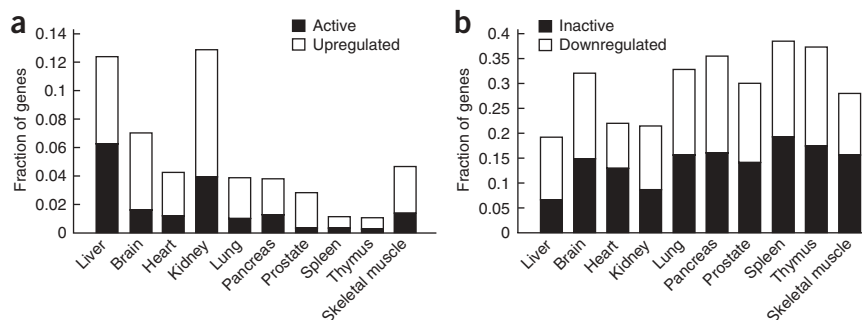 a
Active
Upregulated
Fraction of genes
0.14
0.12
0.1
0.08
0.06
0.04
0.02
0
Liver
Brain
Heart
Kidney
Lung
Pancreas
Prostate
Spleen
Thymus
Skeletal muscle
b
Inactive
Downregulated
Fraction of genes
0.4
0.35
0.3
0.25
0.2
0.15
0.1
0.05
0
Liver
Brain
Heart
Kidney
Lung
Pancreas
Prostate
Spleen
Thymus
Skeletal muscle